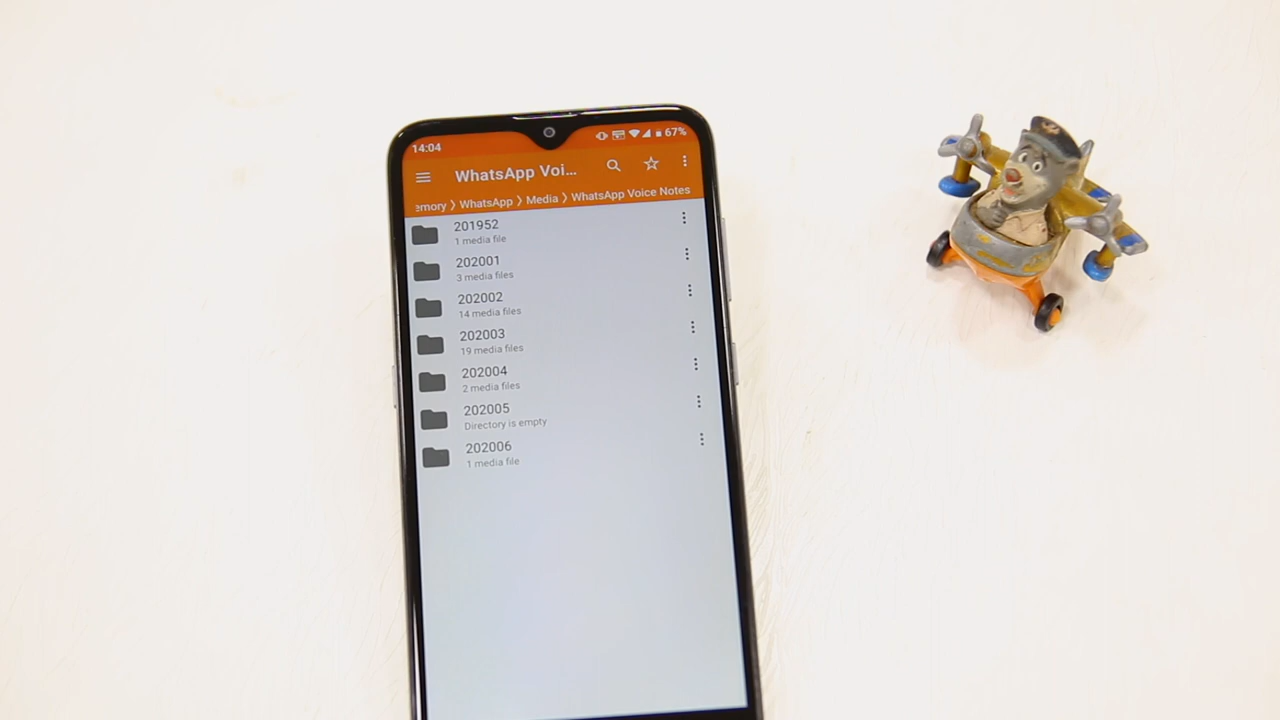 14:04
67%
WhatsApp Voi...
emory > WhatsApp > Media > WhatsApp Voice Notes
201952
1 media file
202001
3 media files
202002
14 media files
202003
19 media files
202004
2 media files
202005
Directory is empty
202006
1 media file